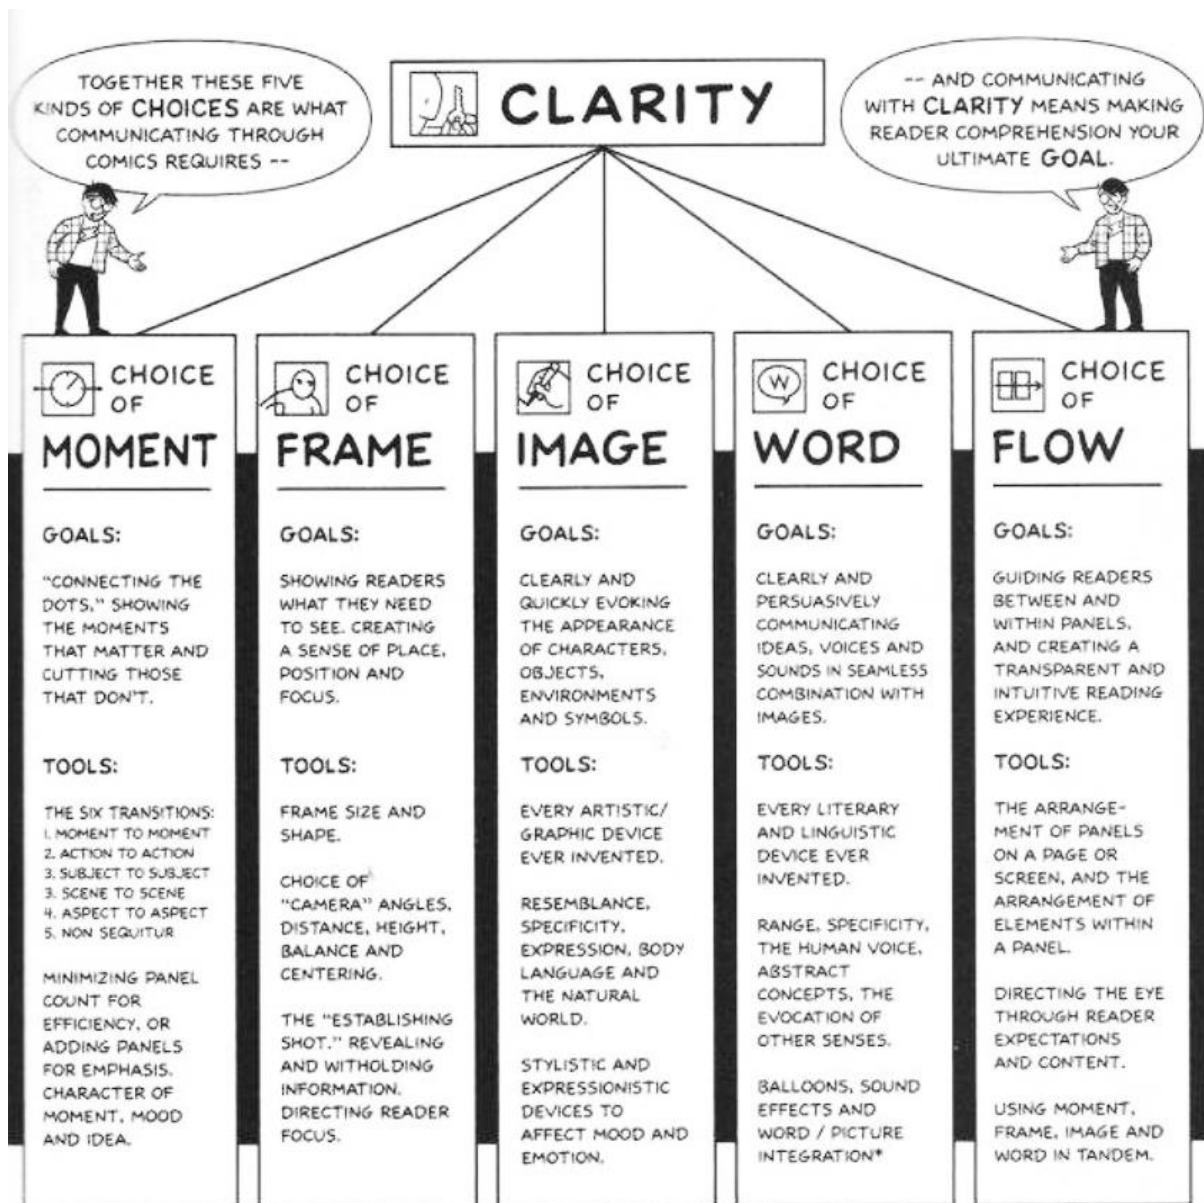 TOGETHER THESE FIVE
KINDS OF CHOICES ARE WHAT
COMMUNICATING THROUGH
COMICS REQUIRES --
CLARITY
-- AND COMMUNICATING
WITH CLARITY MEANS MAKING
READER COMPREHENSION YOUR
ULTIMATE GOAL.
CHOICE
OF
MOMENT
GOALS:
"CONNECTING THE
DOTS," SHOWING
THE MOMENTS
THAT MATTER AND
CUTTING THOSE
THAT DON'T.
TOOLS:
THE SIX TRANSITIONS:
1. MOMENT TO MOMENT
2. ACTION TO ACTION
3. SUBJECT TO SUBJECT
3. SCENE TO SCENE
4. ASPECT TO ASPECT
5. NON SEQUITUR
MINIMIZING PANEL
COUNT FOR
EFFICIENCY, OR
ADDING PANELS
FOR EMPHASIS.
CHARACTER OF
MOMENT, MOOD
AND IDEA.
CHOICE
OF
FRAME
GOALS:
SHOWING READERS
WHAT THEY NEED
TO SEE. CREATING
A SENSE OF PLACE,
POSITION AND
FOCUS.
TOOLS:
FRAME SIZE AND
SHAPE.
CHOICE OF
"CAMERA" ANGLES,
DISTANCE, HEIGHT,
BALANCE AND
CENTERING.
THE "ESTABLISHING
SHOT." REVEALING
AND WITHOLDING
INFORMATION.
DIRECTING READER
FOCUS.
CHOICE
OF
IMAGE
GOALS:
CLEARLY AND
QUICKLY EVOKING
THE APPEARANCE
OF CHARACTERS,
OBJECTS,
ENVIRONMENTS
AND SYMBOLS.
TOOLS:
EVERY ARTISTIC/
GRAPHIC DEVICE
EVER INVENTED.
RESEMBLANCE,
SPECIFICITY,
EXPRESSION, BODY
LANGUAGE AND
THE NATURAL
WORLD.
STYLISTIC AND
EXPRESSIONISTIC
DEVICES TO
AFFECT MOOD AND
EMOTION.
W
CHOICE
OF
WORD
GOALS:
CLEARLY AND
PERSUASIVELY
COMMUNICATING
IDEAS, VOICES AND
SOUNDS IN SEAMLESS
COMBINATION WITH
IMAGES.
TOOLS:
EVERY LITERARY
AND LINGUISTIC
DEVICE EVER
INVENTED.
RANGE, SPECIFICITY,
THE HUMAN VOICE,
ABSTRACT
CONCEPTS, THE
EVOCATION OF
OTHER SENSES.
BALLOONS, SOUND
EFFECTS AND
WORD / PICTURE
INTEGRATION*
CHOICE
OF
FLOW
GOALS:
GUIDING READERS
BETWEEN AND
WITHIN PANELS,
AND CREATING A
TRANSPARENT AND
INTUITIVE READING
EXPERIENCE.
TOOLS:
THE ARRANGE-
MENT OF PANELS
ON A PAGE OR
SCREEN, AND THE
ARRANGEMENT OF
ELEMENTS WITHIN
A PANEL.
DIRECTING THE EYE
THROUGH READER
EXPECTATIONS
AND CONTENT.
USING MOMENT,
FRAME, IMAGE AND
WORD IN TANDEM.